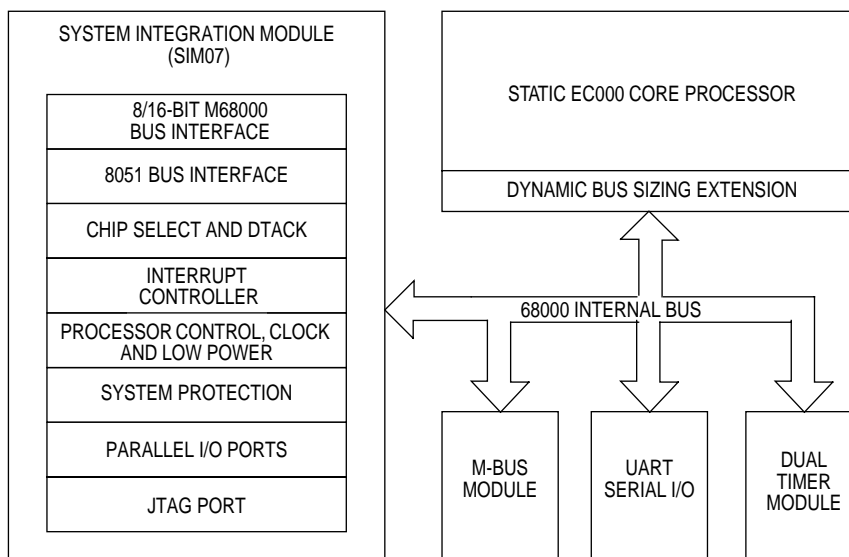 SYSTEM INTEGRATION MODULE
(SIM07)
8/16-BIT M68000
BUS INTERFACE
8051 BUS INTERFACE
CHIP SELECT AND DTACK
INTERRUPT
CONTROLLER
PROCESSOR CONTROL, CLOCK
AND LOW POWER
SYSTEM PROTECTION
PARALLEL I/O PORTS
JTAG PORT
STATIC EC000 CORE PROCESSOR
DYNAMIC BUS SIZING EXTENSION
68000 INTERNAL BUS
M-BUS
MODULE
UART
SERIAL I/O
DUAL
TIMER
MODULE